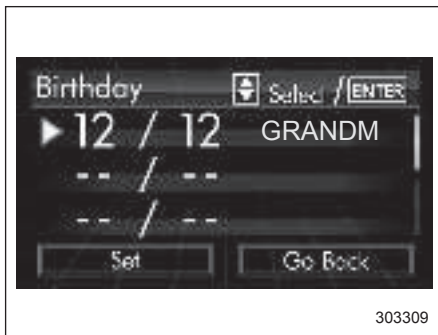 Birthday Select / ENTER
12 / 12 GRANDM
-- / --
-- / --
Set Go Back
303309